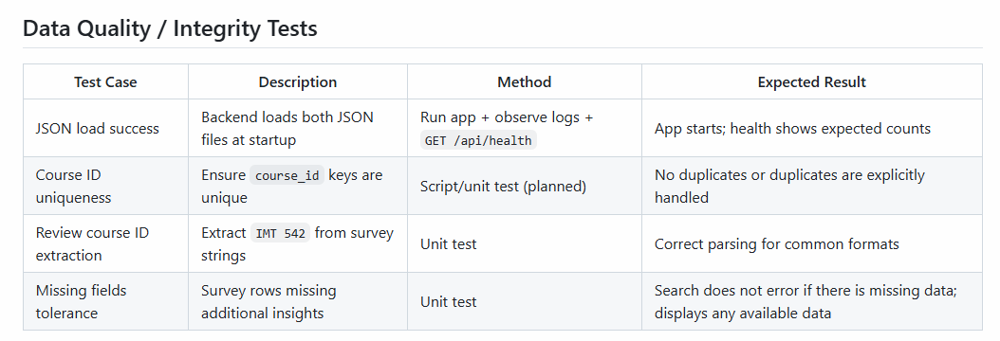 Data Quality / Integrity Tests
Test Case Description Method Expected Result
JSON load success
Backend loads both JSON
files at startup
Run app + observe logs +
GET /api/health
App starts; health shows expected counts
Course ID
uniqueness
Ensure course_id keys are
unique
Script/unit test (planned)
No duplicates or duplicates are explicitly
handled
Review course ID
extraction
Extract IMT 542 from survey
strings
Unit test
Correct parsing for common formats
Missing fields
tolerance
Survey rows missing
additional insights
Unit test
Search does not error if there is missing data;
displays any available data